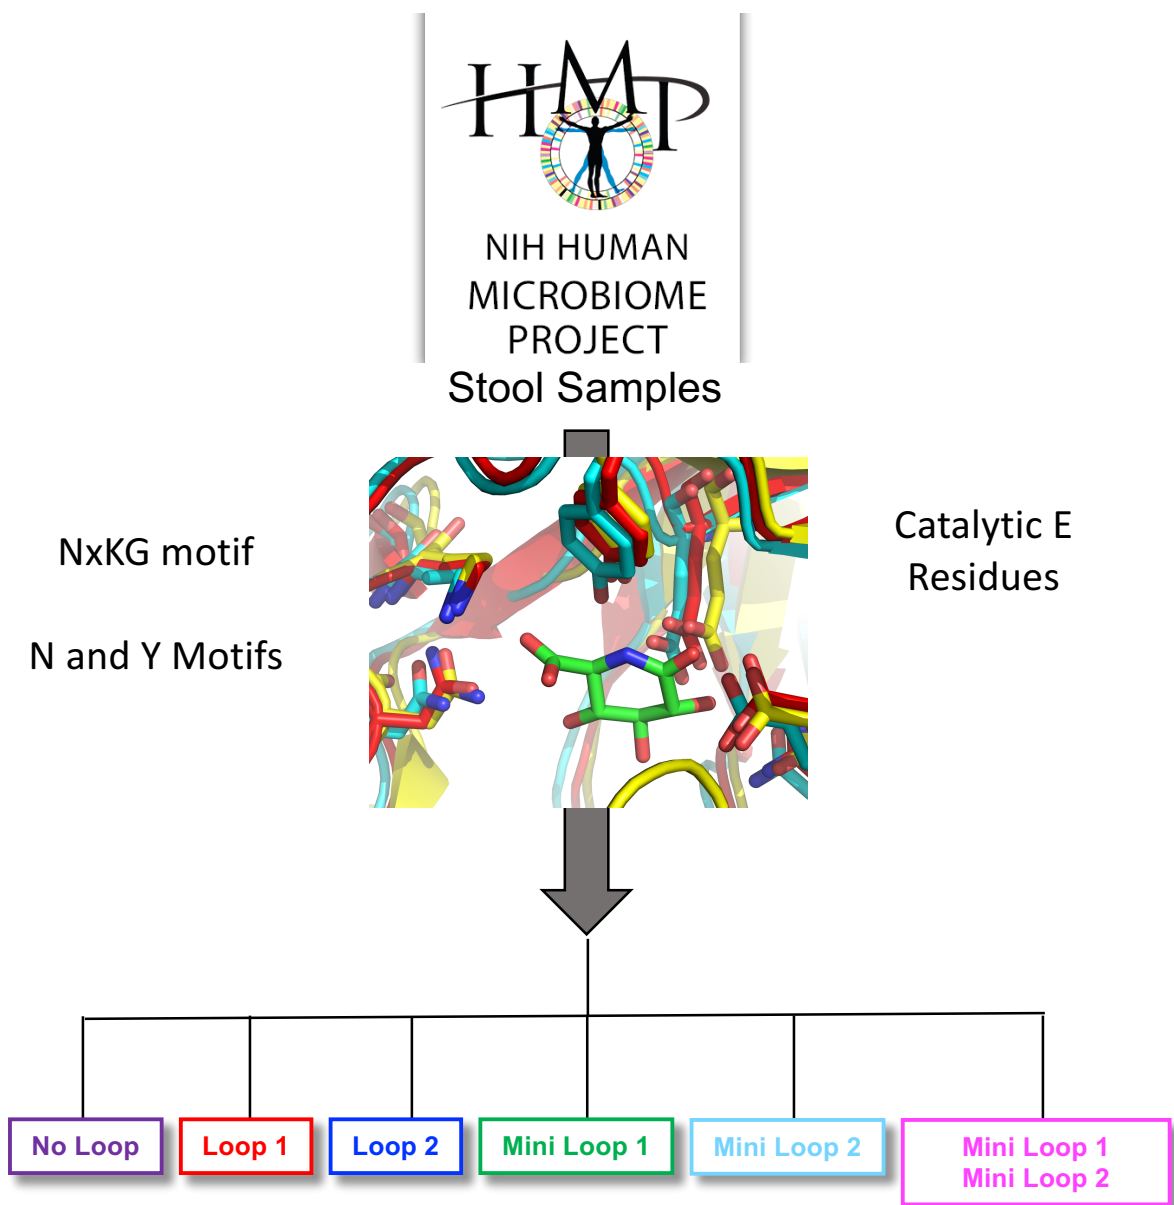 HMP
NIH HUMAN
MICROBIOME
PROJECT
Stool Samples
NxKG motif
N and Y Motifs
Catalytic E
Residues
No Loop
Loop 1
Loop 2
Mini Loop 1
Mini Loop 2
Mini Loop 1
Mini Loop 2